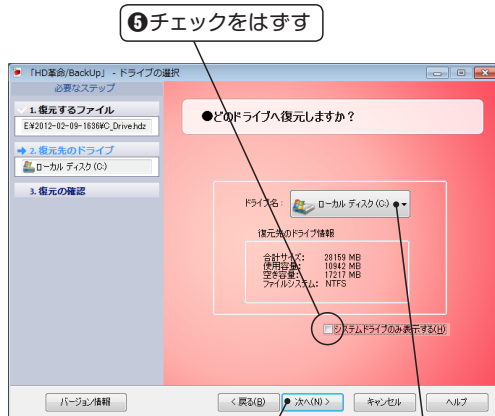 ❺チェックをはずす
「HD革命/BackUp」 - ドライブの選択
必要なステップ
1. 復元するファイル
E:¥2012-02-09-1636¥C_Drive.hdz
2. 復元先のドライブ
ローカル ディスク (C:)
3. 復元の確認
●どのドライブへ復元しますか？
ドライブ名： ローカル ディスク (C:)
復元先のドライブ情報
合計サイズ： 28159 MB
使用容量： 10942 MB
空き容量： 17217 MB
ファイルシステム： NTFS
システムドライブのみ表示する(H)
バージョン情報 < 戻る(B) 次へ(N) > キャンセル ヘルプ